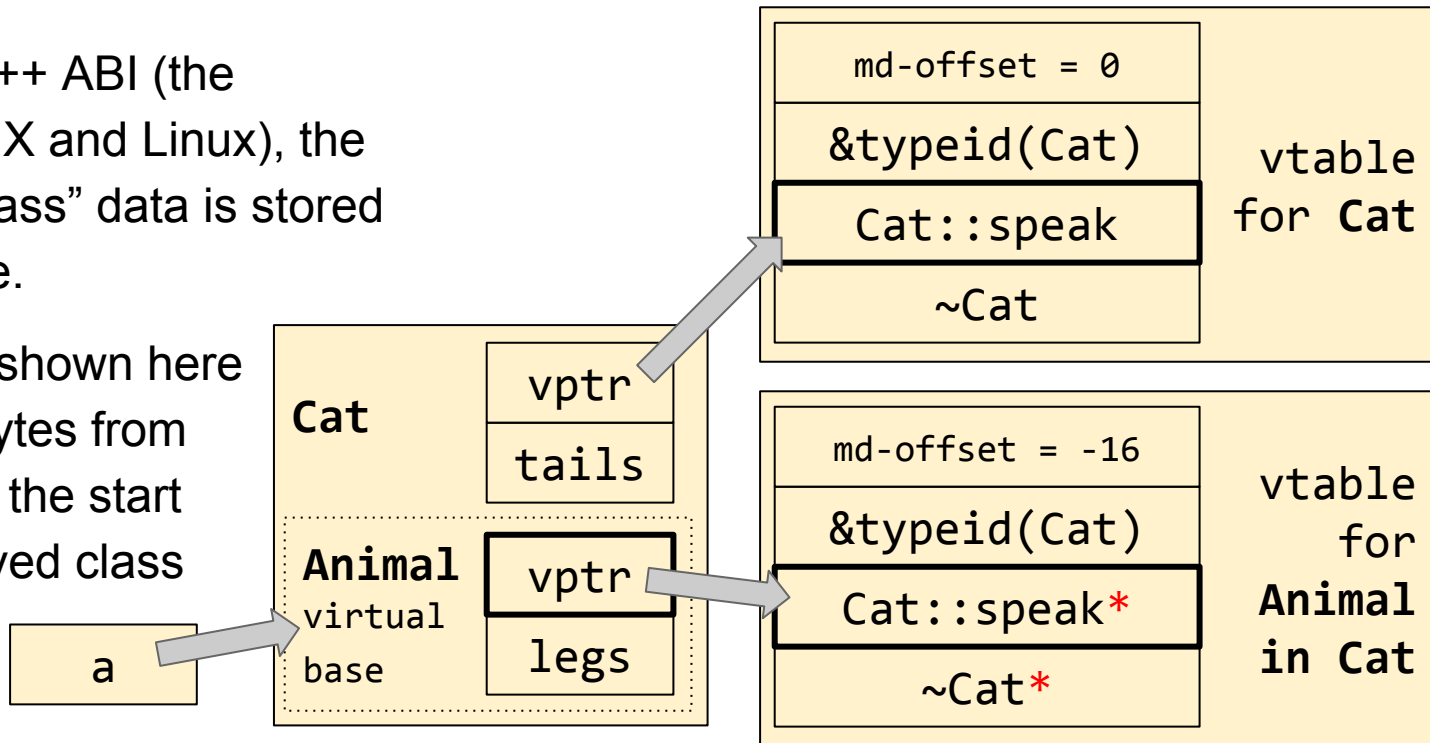 ++ ABI (the
X and Linux), the
ass” data is stored
e.
shown here
ytes from
the start
ved class
a
Cat
vptr
tails
Animal
virtual
base
vptr
legs
md-offset = 0
&typeid(Cat)
Cat::speak
~Cat
vtable
for Cat
md-offset = -16
&typeid(Cat)
Cat::speak*
~Cat*
vtable
for
Animal
in Cat